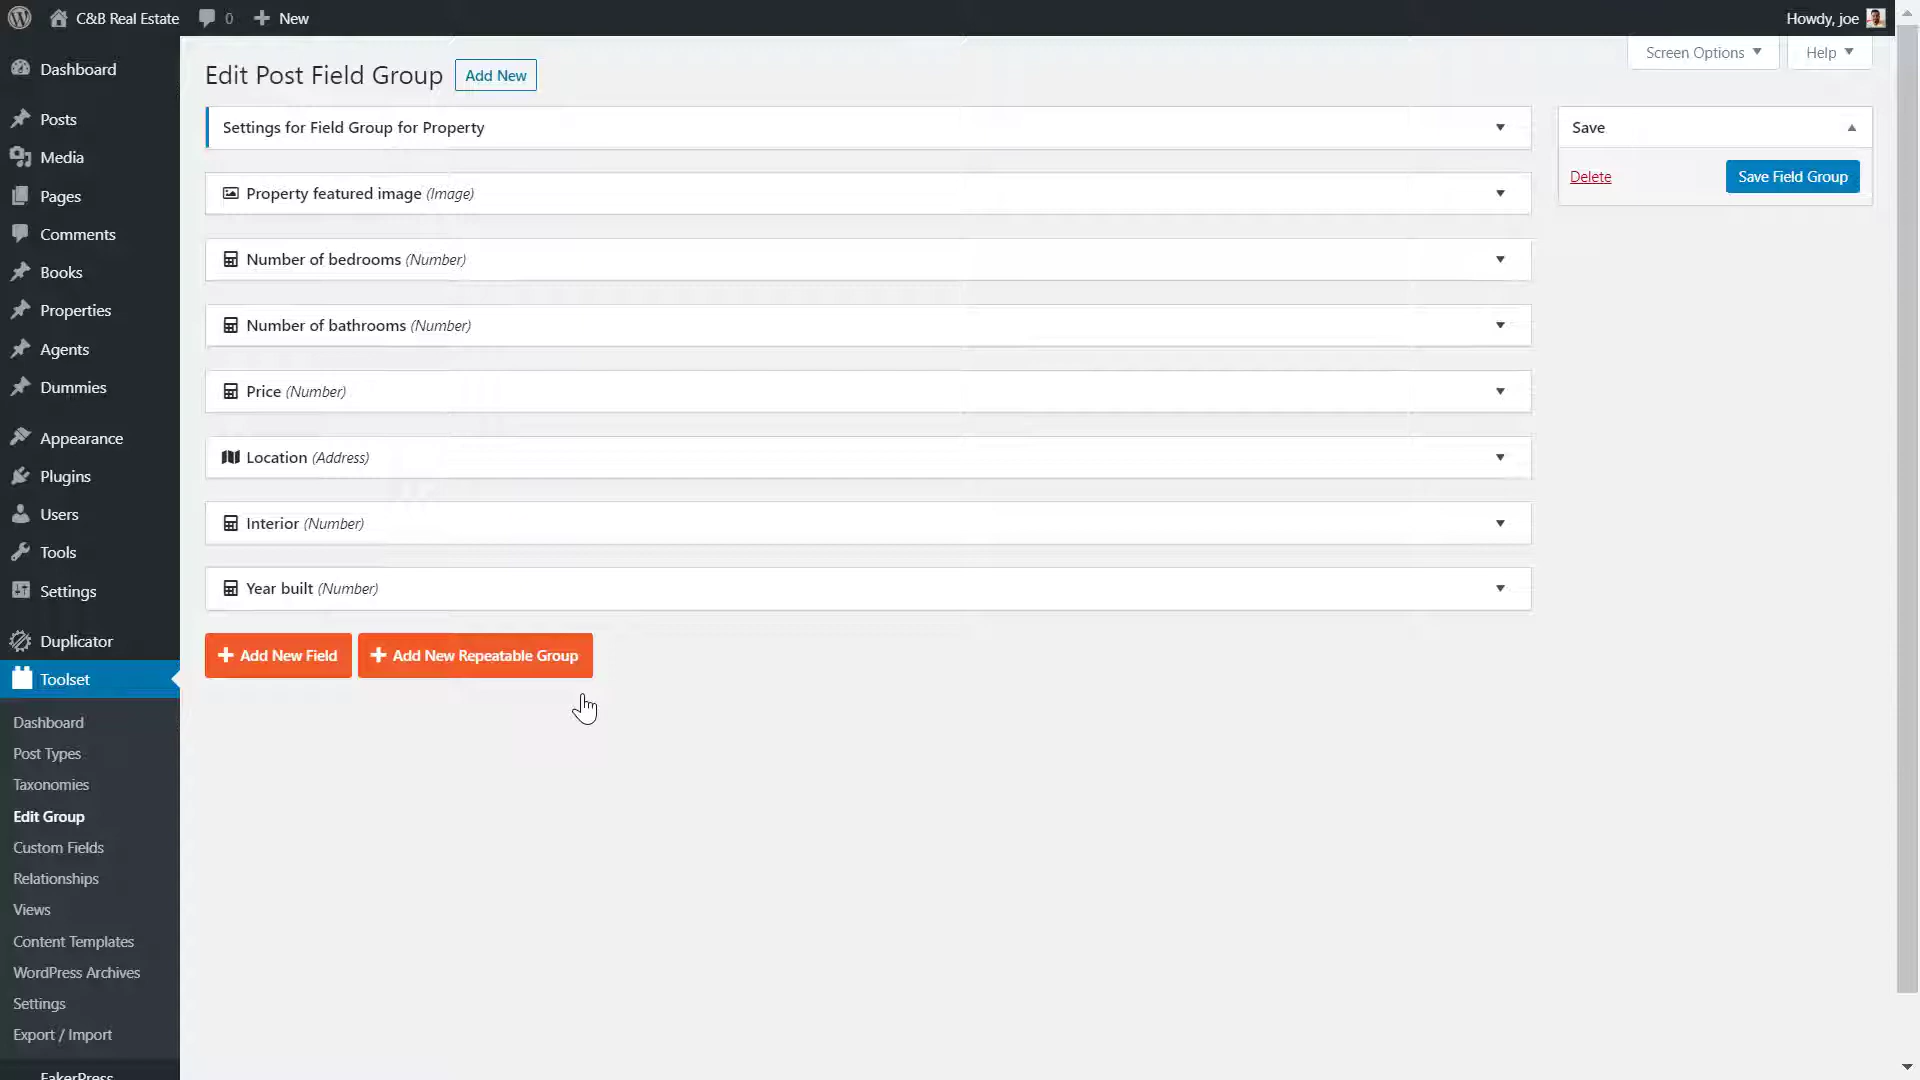 C&B Real Estate
0
New
Howdy, joe
Dashboard
Posts
Media
Pages
Comments
Books
Properties
Agents
Dummies
Appearance
Plugins
Users
Tools
Settings
Duplicator
Toolset
Dashboard
Post Types
Taxonomies
Edit Group
Custom Fields
Relationships
Views
Content Templates
WordPress Archives
Settings
Export / Import
FakerPress
Screen Options
Help
Edit Post Field Group
Add New
Settings for Field Group for Property
Property featured image (Image)
Number of bedrooms (Number)
Number of bathrooms (Number)
Price (Number)
Location (Address)
Interior (Number)
Year built (Number)
Add New Field
Add New Repeatable Group
Save
Delete
Save Field Group